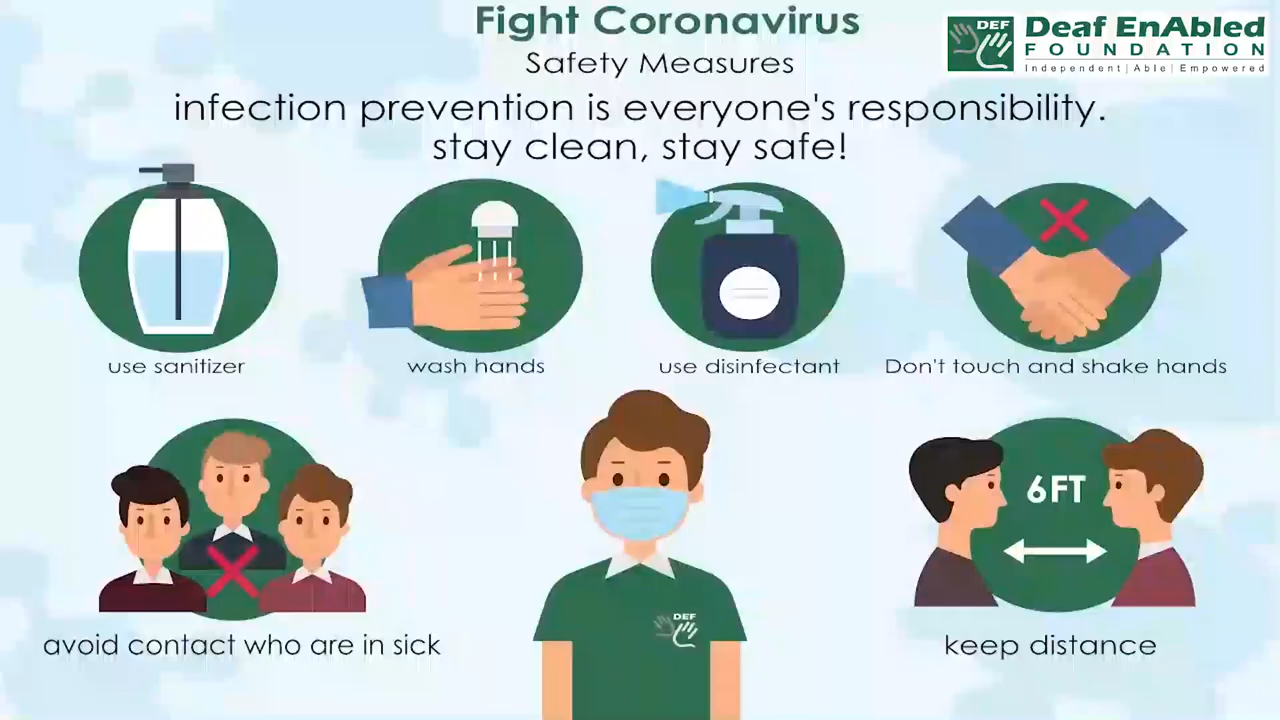 Fight Coronavirus
Safety Measures
DEF
Deaf EnAbled
FOUNDATION
Independent | Able | Empowered
infection prevention is everyone's responsibility.
stay clean, stay safe!
use sanitizer
wash hands
use disinfectant
Don't touch and shake hands
6FT
DEF
avoid contact who are in sick
keep distance